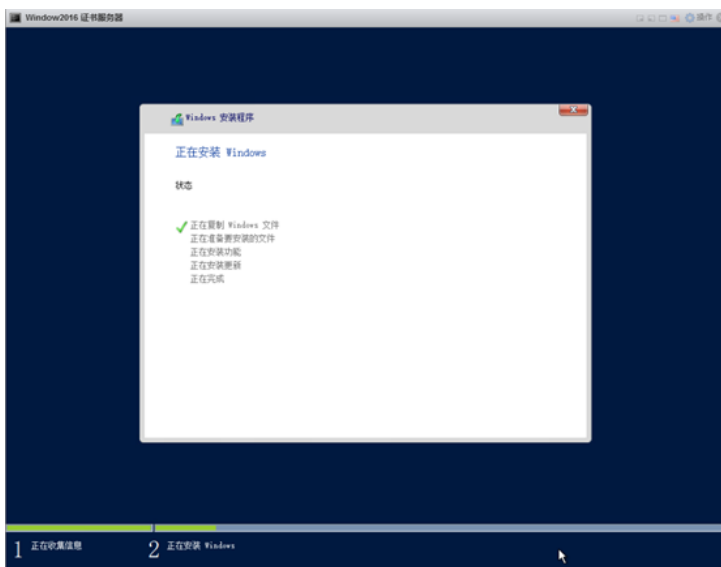 Window2016 证书服务器
操作
Windows 安装程序
正在安装 Windows
状态
正在复制 Windows 文件
正在准备要安装的文件
正在安装功能
正在安装更新
正在完成
1 正在收集信息
2 正在安装 Windows